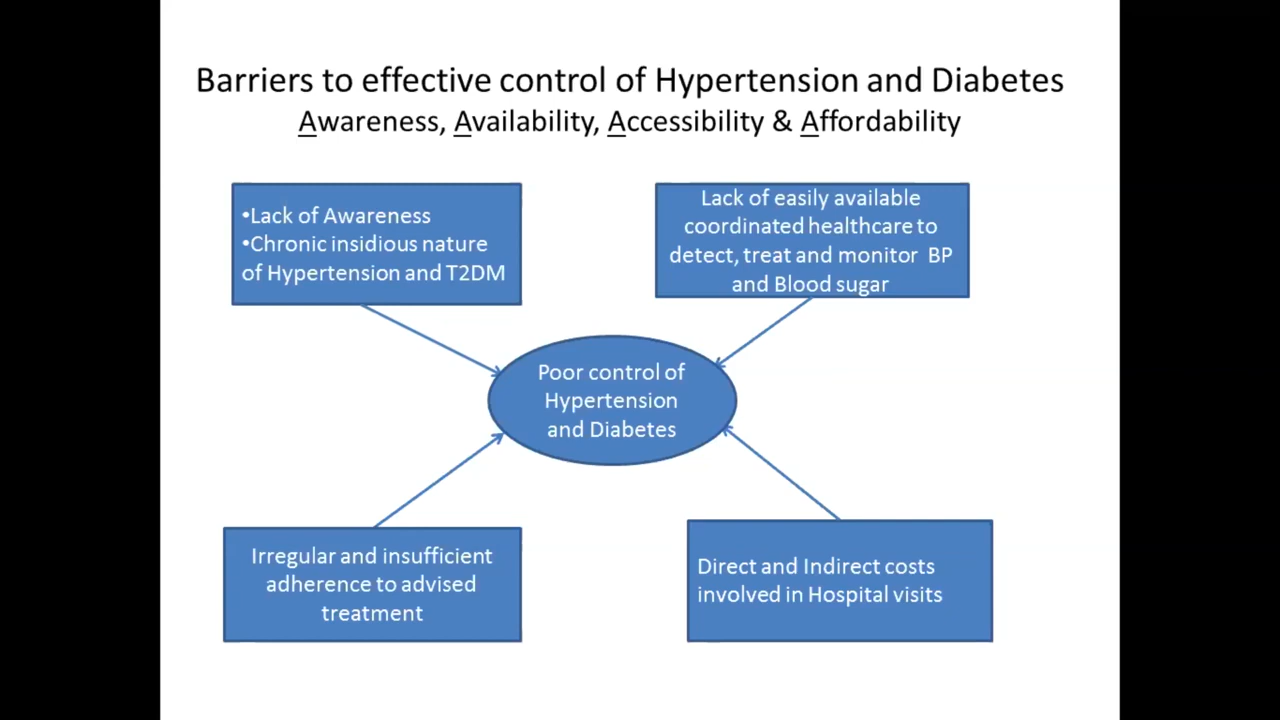 Barriers to effective control of Hypertension and Diabetes
Awareness, Availability, Accessibility & Affordability
•Lack of Awareness
•Chronic insidious nature
of Hypertension and T2DM
Lack of easily available
coordinated healthcare to
detect, treat and monitor BP
and Blood sugar
Poor control of
Hypertension
and Diabetes
Irregular and insufficient
adherence to advised
treatment
Direct and Indirect costs
involved in Hospital visits